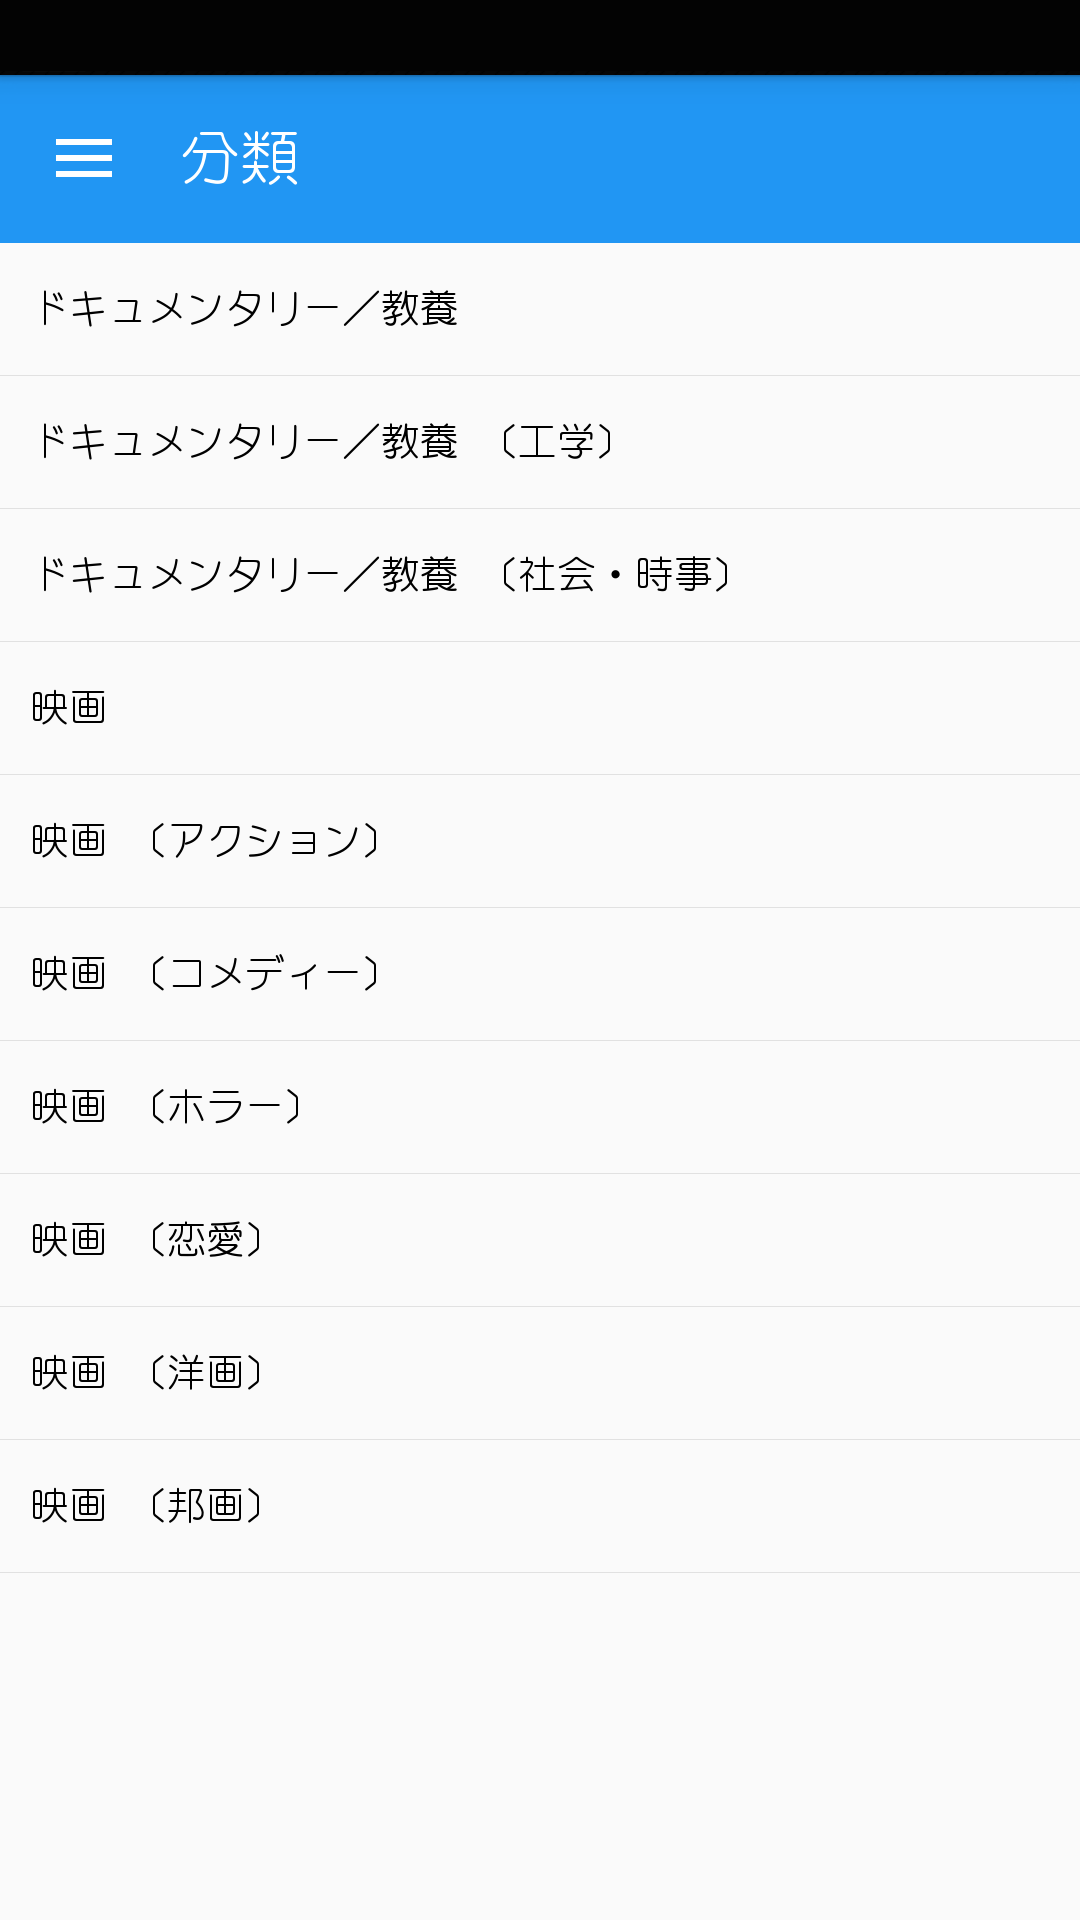 分類
ドキュメンタリー／教養
ドキュメンタリー／教養 〔工学〕
ドキュメンタリー／教養 〔社会・時事〕
映画
映画 〔アクション〕
映画 〔コメディー〕
映画 〔ホラー〕
映画 〔恋愛〕
映画 〔洋画〕
映画 〔邦画〕